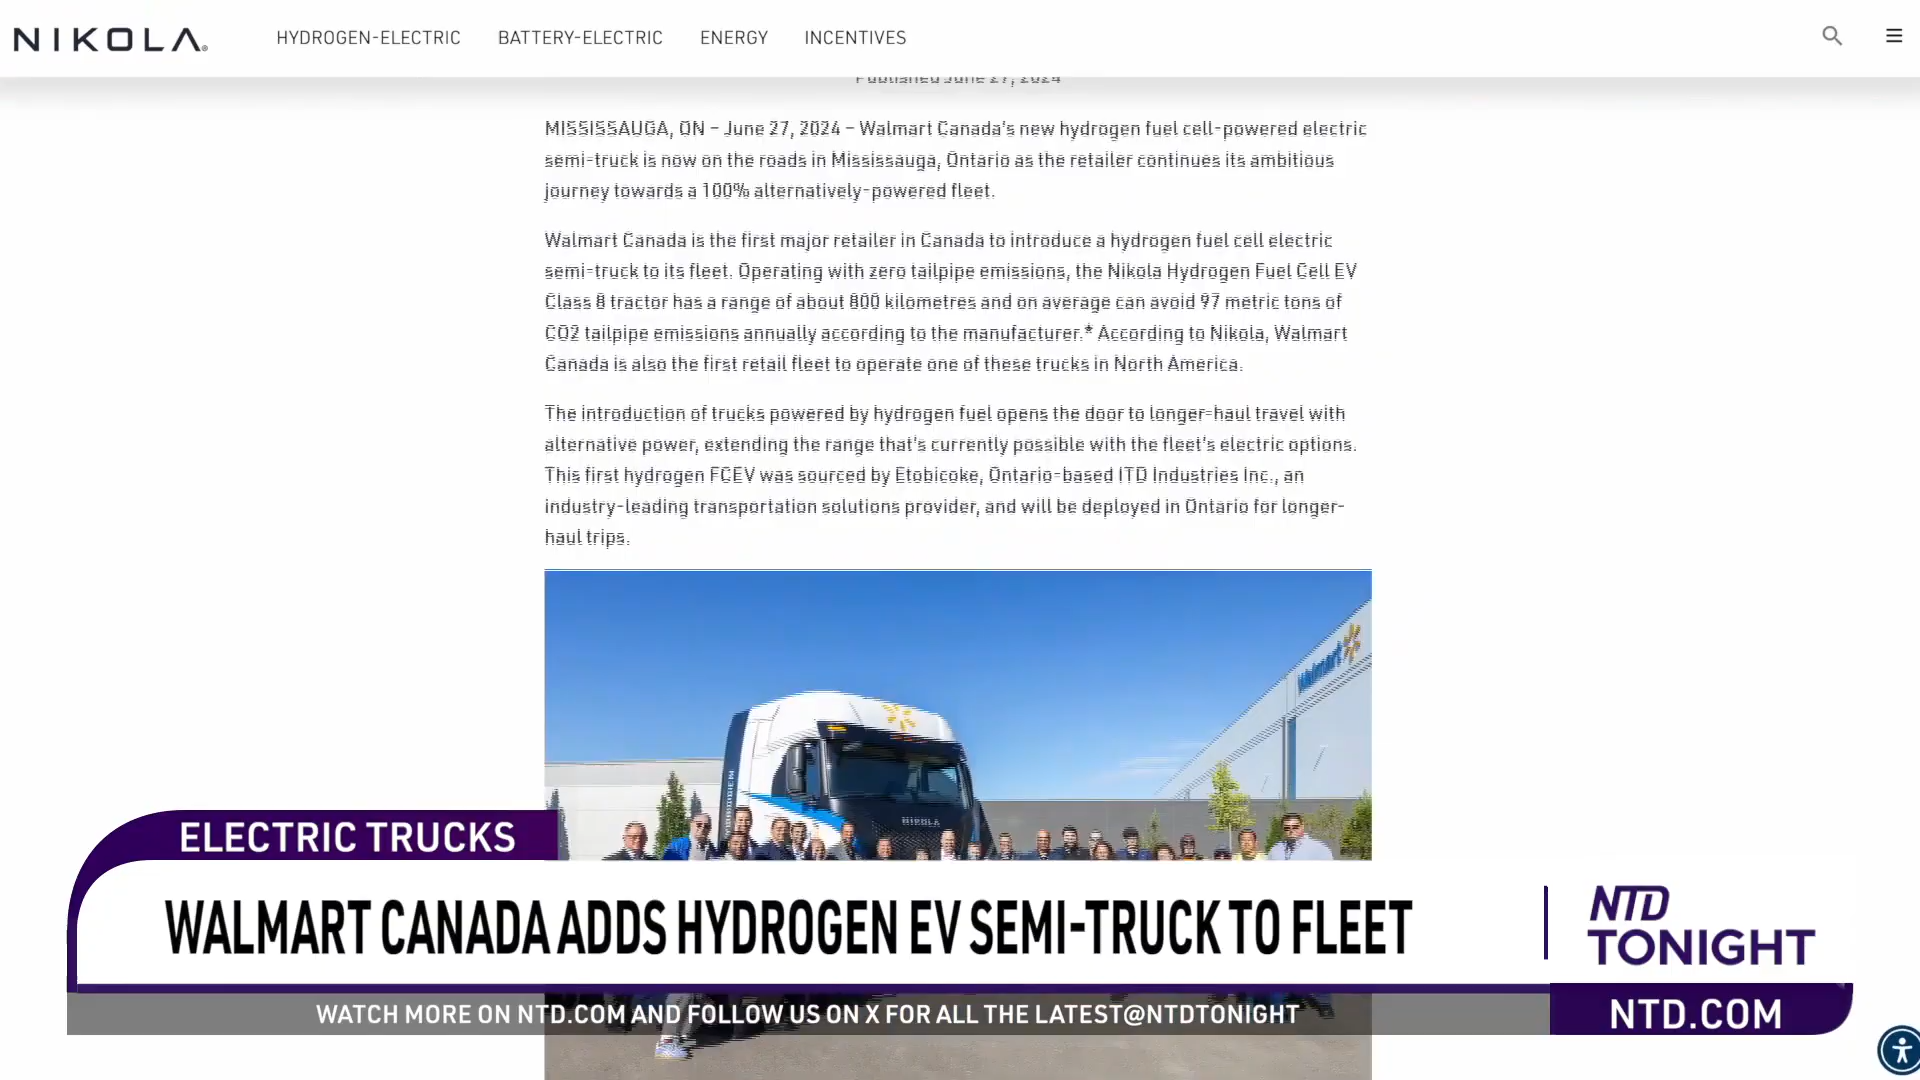 NIKOLA
HYDROGEN-ELECTRIC BATTERY-ELECTRIC ENERGY INCENTIVES
Published June 27, 2024
MISSISSAUGA, ON – June 27, 2024 – Walmart Canada's new hydrogen fuel cell-powered electric
semi-truck is now on the roads in Mississauga, Ontario as the retailer continues its ambitious
journey towards a 100% alternatively-powered fleet.
Walmart Canada is the first major retailer in Canada to introduce a hydrogen fuel cell electric
semi-truck to its fleet. Operating with zero tailpipe emissions, the Nikola Hydrogen Fuel Cell EV
Class 8 tractor has a range of about 800 kilometres and on average can avoid 97 metric tons of
CO2 tailpipe emissions annually according to the manufacturer.* According to Nikola, Walmart
Canada is also the first retail fleet to operate one of these trucks in North America.
The introduction of trucks powered by hydrogen fuel opens the door to longer-haul travel with
alternative power, extending the range that's currently possible with the fleet's electric options.
This first hydrogen FCEV was sourced by Etobicoke, Ontario-based ITD Industries Inc., an
industry-leading transportation solutions provider, and will be deployed in Ontario for longer-
haul trips.
Walmart
HYDROGEN
NIKOLA
ELECTRIC TRUCKS
WALMART CANADA ADDS HYDROGEN EV SEMI-TRUCK TO FLEET
NTD
TONIGHT
WATCH MORE ON NTD.COM AND FOLLOW US ON X FOR ALL THE LATEST@NTDTONIGHT
NTD.COM